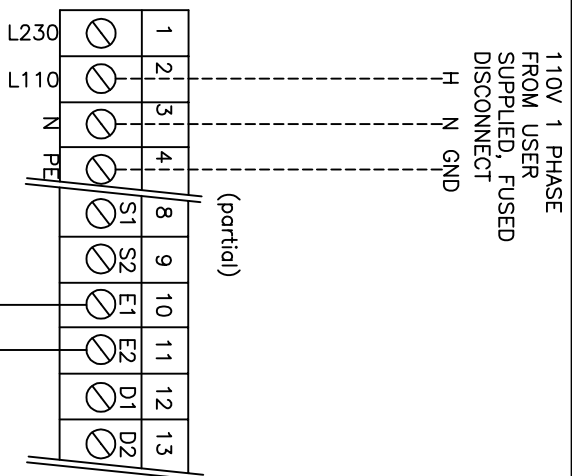 110V 1 PHASE
FROM USER
SUPPLIED, FUSED
DISCONNECT
H
N
GND
(partial)
L230 1
L110 2
N 3
PE 4
S1 8
S2 9
E1 10
E2 11
D1 12
D2 13